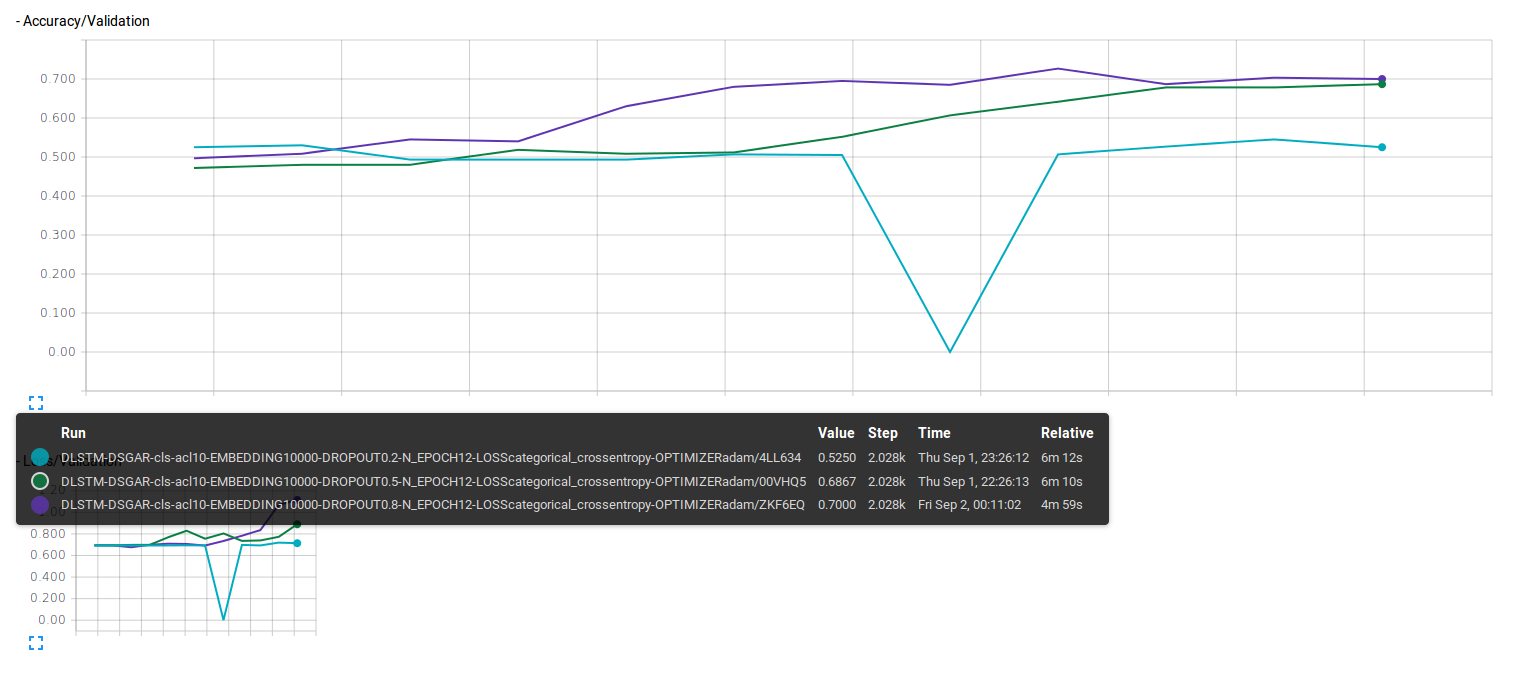 - Accuracy/Validation
0.700
0.600
0.500
0.400
0.300
0.200
0.100
0.00
Run Value Step Time Relative
DLSTM-DSGAR-cls-acl10-EMBEDDING10000-DROPOUT0.2-N_EPOCH12-LOSScategorical_crossentropy-OPTIMIZERadam/4LL634 0.5250 2.028k Thu Sep 1, 23:26:12 6m 12s
- Loss/Validation
DLSTM-DSGAR-cls-acl10-EMBEDDING10000-DROPOUT0.5-N_EPOCH12-LOSScategorical_crossentropy-OPTIMIZERadam/00VHQ5 0.6867 2.028k Thu Sep 1, 22:26:13 6m 10s
DLSTM-DSGAR-cls-acl10-EMBEDDING10000-DROPOUT0.8-N_EPOCH12-LOSScategorical_crossentropy-OPTIMIZERadam/ZKF6EQ 0.7000 2.028k Fri Sep 2, 00:11:02 4m 59s
0.800
0.600
0.400
0.200
0.00